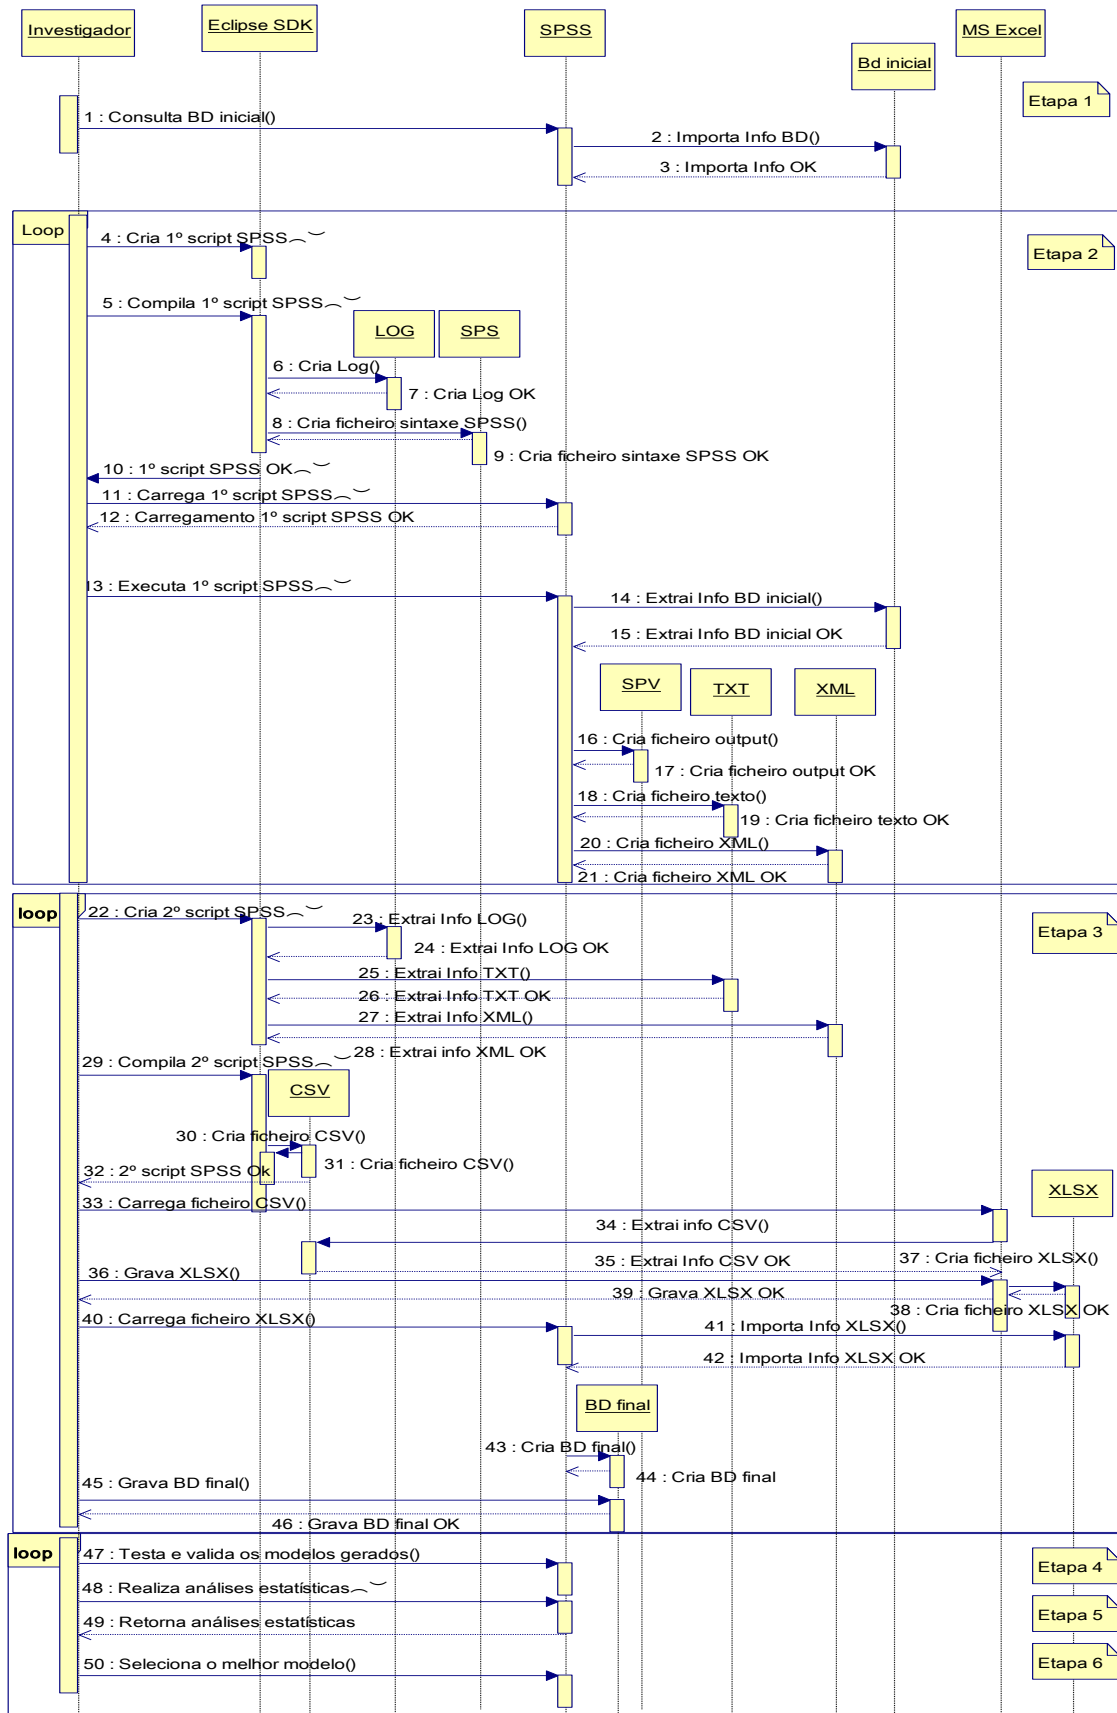 Investigador
Eclipse SDK
SPSS
Bd inicial
MS Excel
Etapa 1
1 : Consulta BD inicial()
2 : Importa Info BD()
3 : Importa Info OK
Loop
4 : Cria 1º script SPSS()
Etapa 2
5 : Compila 1º script SPSS()
LOG
SPS
6 : Cria Log()
7 : Cria Log OK
8 : Cria ficheiro sintaxe SPSS()
9 : Cria ficheiro sintaxe SPSS OK
10 : 1º script SPSS OK()
11 : Carrega 1º script SPSS()
12 : Carregamento 1º script SPSS OK
13 : Executa 1º script SPSS()
14 : Extrai Info BD inicial()
15 : Extrai Info BD inicial OK
SPV
TXT
XML
16 : Cria ficheiro output()
17 : Cria ficheiro output OK
18 : Cria ficheiro texto()
19 : Cria ficheiro texto OK
20 : Cria ficheiro XML()
21 : Cria ficheiro XML OK
loop
22 : Cria 2º script SPSS()
23 : Extrai Info LOG()
Etapa 3
24 : Extrai Info LOG OK
25 : Extrai Info TXT()
26 : Extrai Info TXT OK
27 : Extrai Info XML()
28 : Extrai info XML OK
29 : Compila 2º script SPSS()
CSV
30 : Cria ficheiro CSV()
31 : Cria ficheiro CSV()
32 : 2º script SPSS Ok
XLSX
33 : Carrega ficheiro CSV()
34 : Extrai info CSV()
35 : Extrai Info CSV OK
37 : Cria ficheiro XLSX()
36 : Grava XLSX()
39 : Grava XLSX OK
38 : Cria ficheiro XLSX OK
40 : Carrega ficheiro XLSX()
41 : Importa Info XLSX()
42 : Importa Info XLSX OK
BD final
43 : Cria BD final()
44 : Cria BD final
45 : Grava BD final()
46 : Grava BD final OK
loop
47 : Testa e valida os modelos gerados()
Etapa 4
48 : Realiza análises estatísticas()
Etapa 5
49 : Retorna análises estatísticas
Etapa 6
50 : Seleciona o melhor modelo()